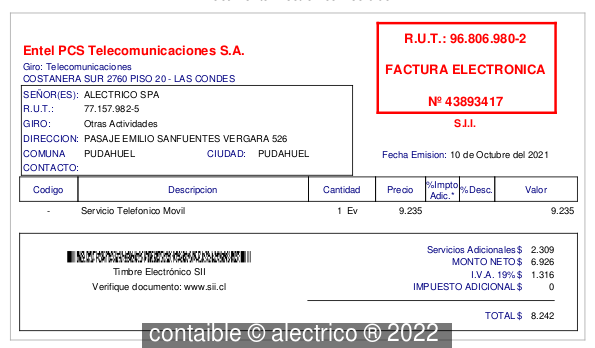 Entel PCS Telecomunicaciones S.A.
Giro: Telecomunicaciones
COSTANERA SUR 2760 PISO 20 - LAS CONDES
R.U.T.: 96.806.980-2
FACTURA ELECTRONICA
Nº 43893417
S.I.I.
SEÑOR(ES): ALECTRICO SPA
R.U.T.: 77.157.982-5
GIRO: Otras Actividades
DIRECCION: PASAJE EMILIO SANFUENTES VERGARA 526
COMUNA PUDAHUEL CIUDAD: PUDAHUEL
CONTACTO:
Fecha Emision: 10 de Octubre del 2021
Codigo Descripcion Cantidad Precio %Impto Adic.* %Desc. Valor
- Servicio Telefonico Movil 1 Ev 9.235 9.235
Timbre Electrónico SII
Verifique documento: www.sii.cl
Servicios Adicionales $ 2.309
MONTO NETO $ 6.926
I.V.A. 19% $ 1.316
IMPUESTO ADICIONAL $ 0
TOTAL $ 8.242
contaible © alectrico ® 2022